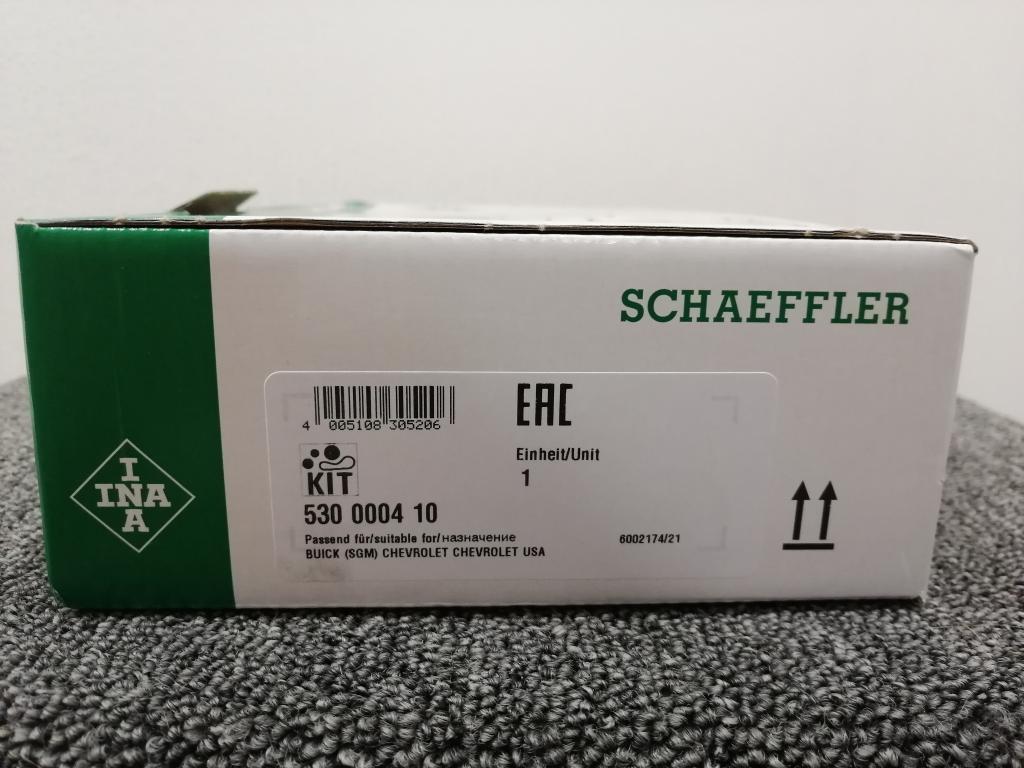 SCHAEFFLER
4 005108 305206
EAC
KIT
Einheit/Unit
1
530 0004 10
Passend für/suitable for/назначение
6002174/21
BUICK (SGM) CHEVROLET CHEVROLET USA
I
INA
A